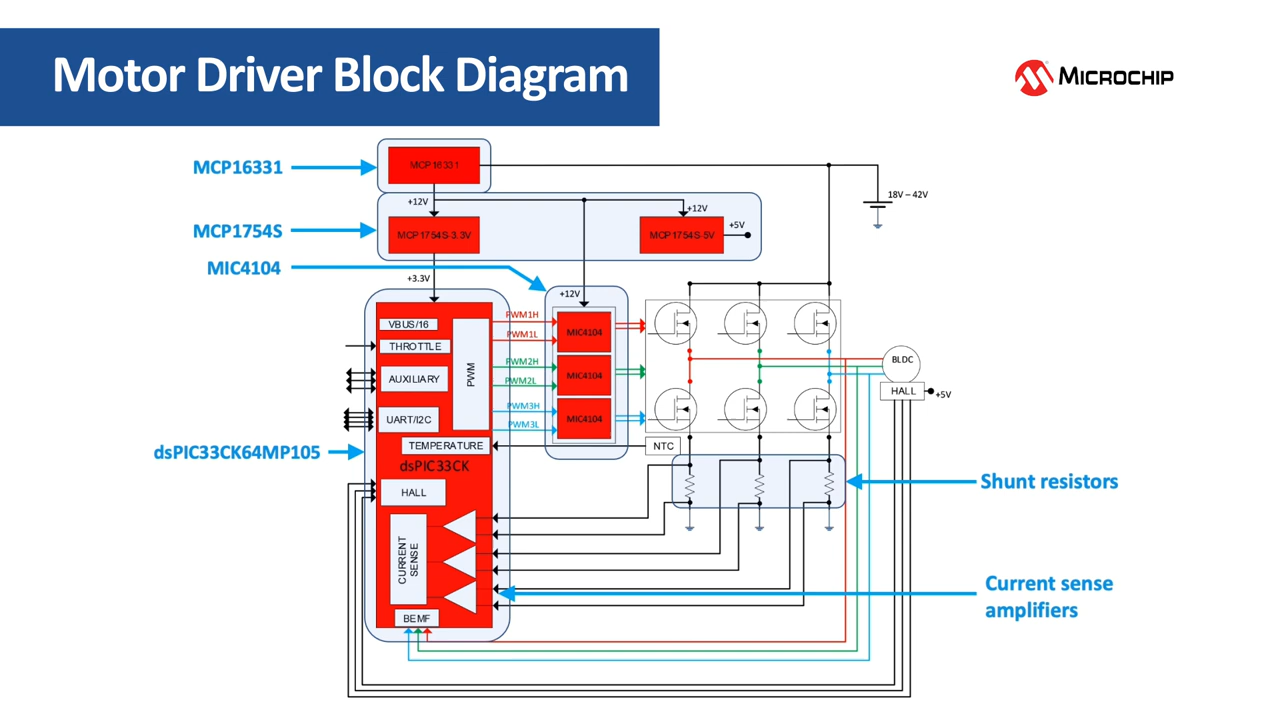 Motor Driver Block Diagram
MICROCHIP
MCP16331
MCP16331
18V – 42V
+12V
+12V
MCP1754S
MCP1754S-3.3V
MCP1754S-5V
+5V
MIC4104
+3.3V
+12V
VBUS/16
THROTTLE
AUXILIARY
UART/I2C
PWM
PWM1H
PWM1L
PWM2H
PWM2L
PWM3H
PWM3L
MIC4104
MIC4104
MIC4104
BLDC
HALL
+5V
TEMPERATURE
NTC
dsPIC33CK64MP105
dsPIC33CK
HALL
Shunt resistors
CURRENT
SENSE
Current sense
amplifiers
BEMF